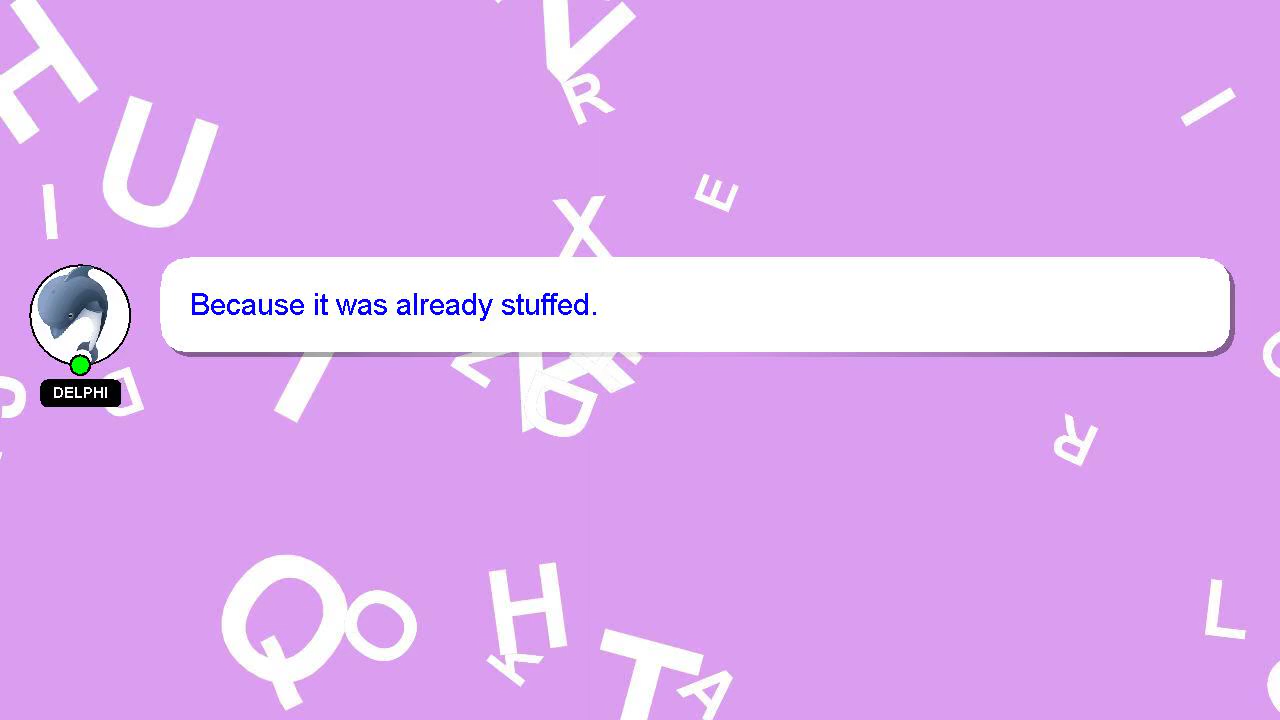 Because it was already stuffed.
DELPHI
H
U
I
V
R
X
E
I
D
I
Z
D
R
Q
O
H
K
T
A
L